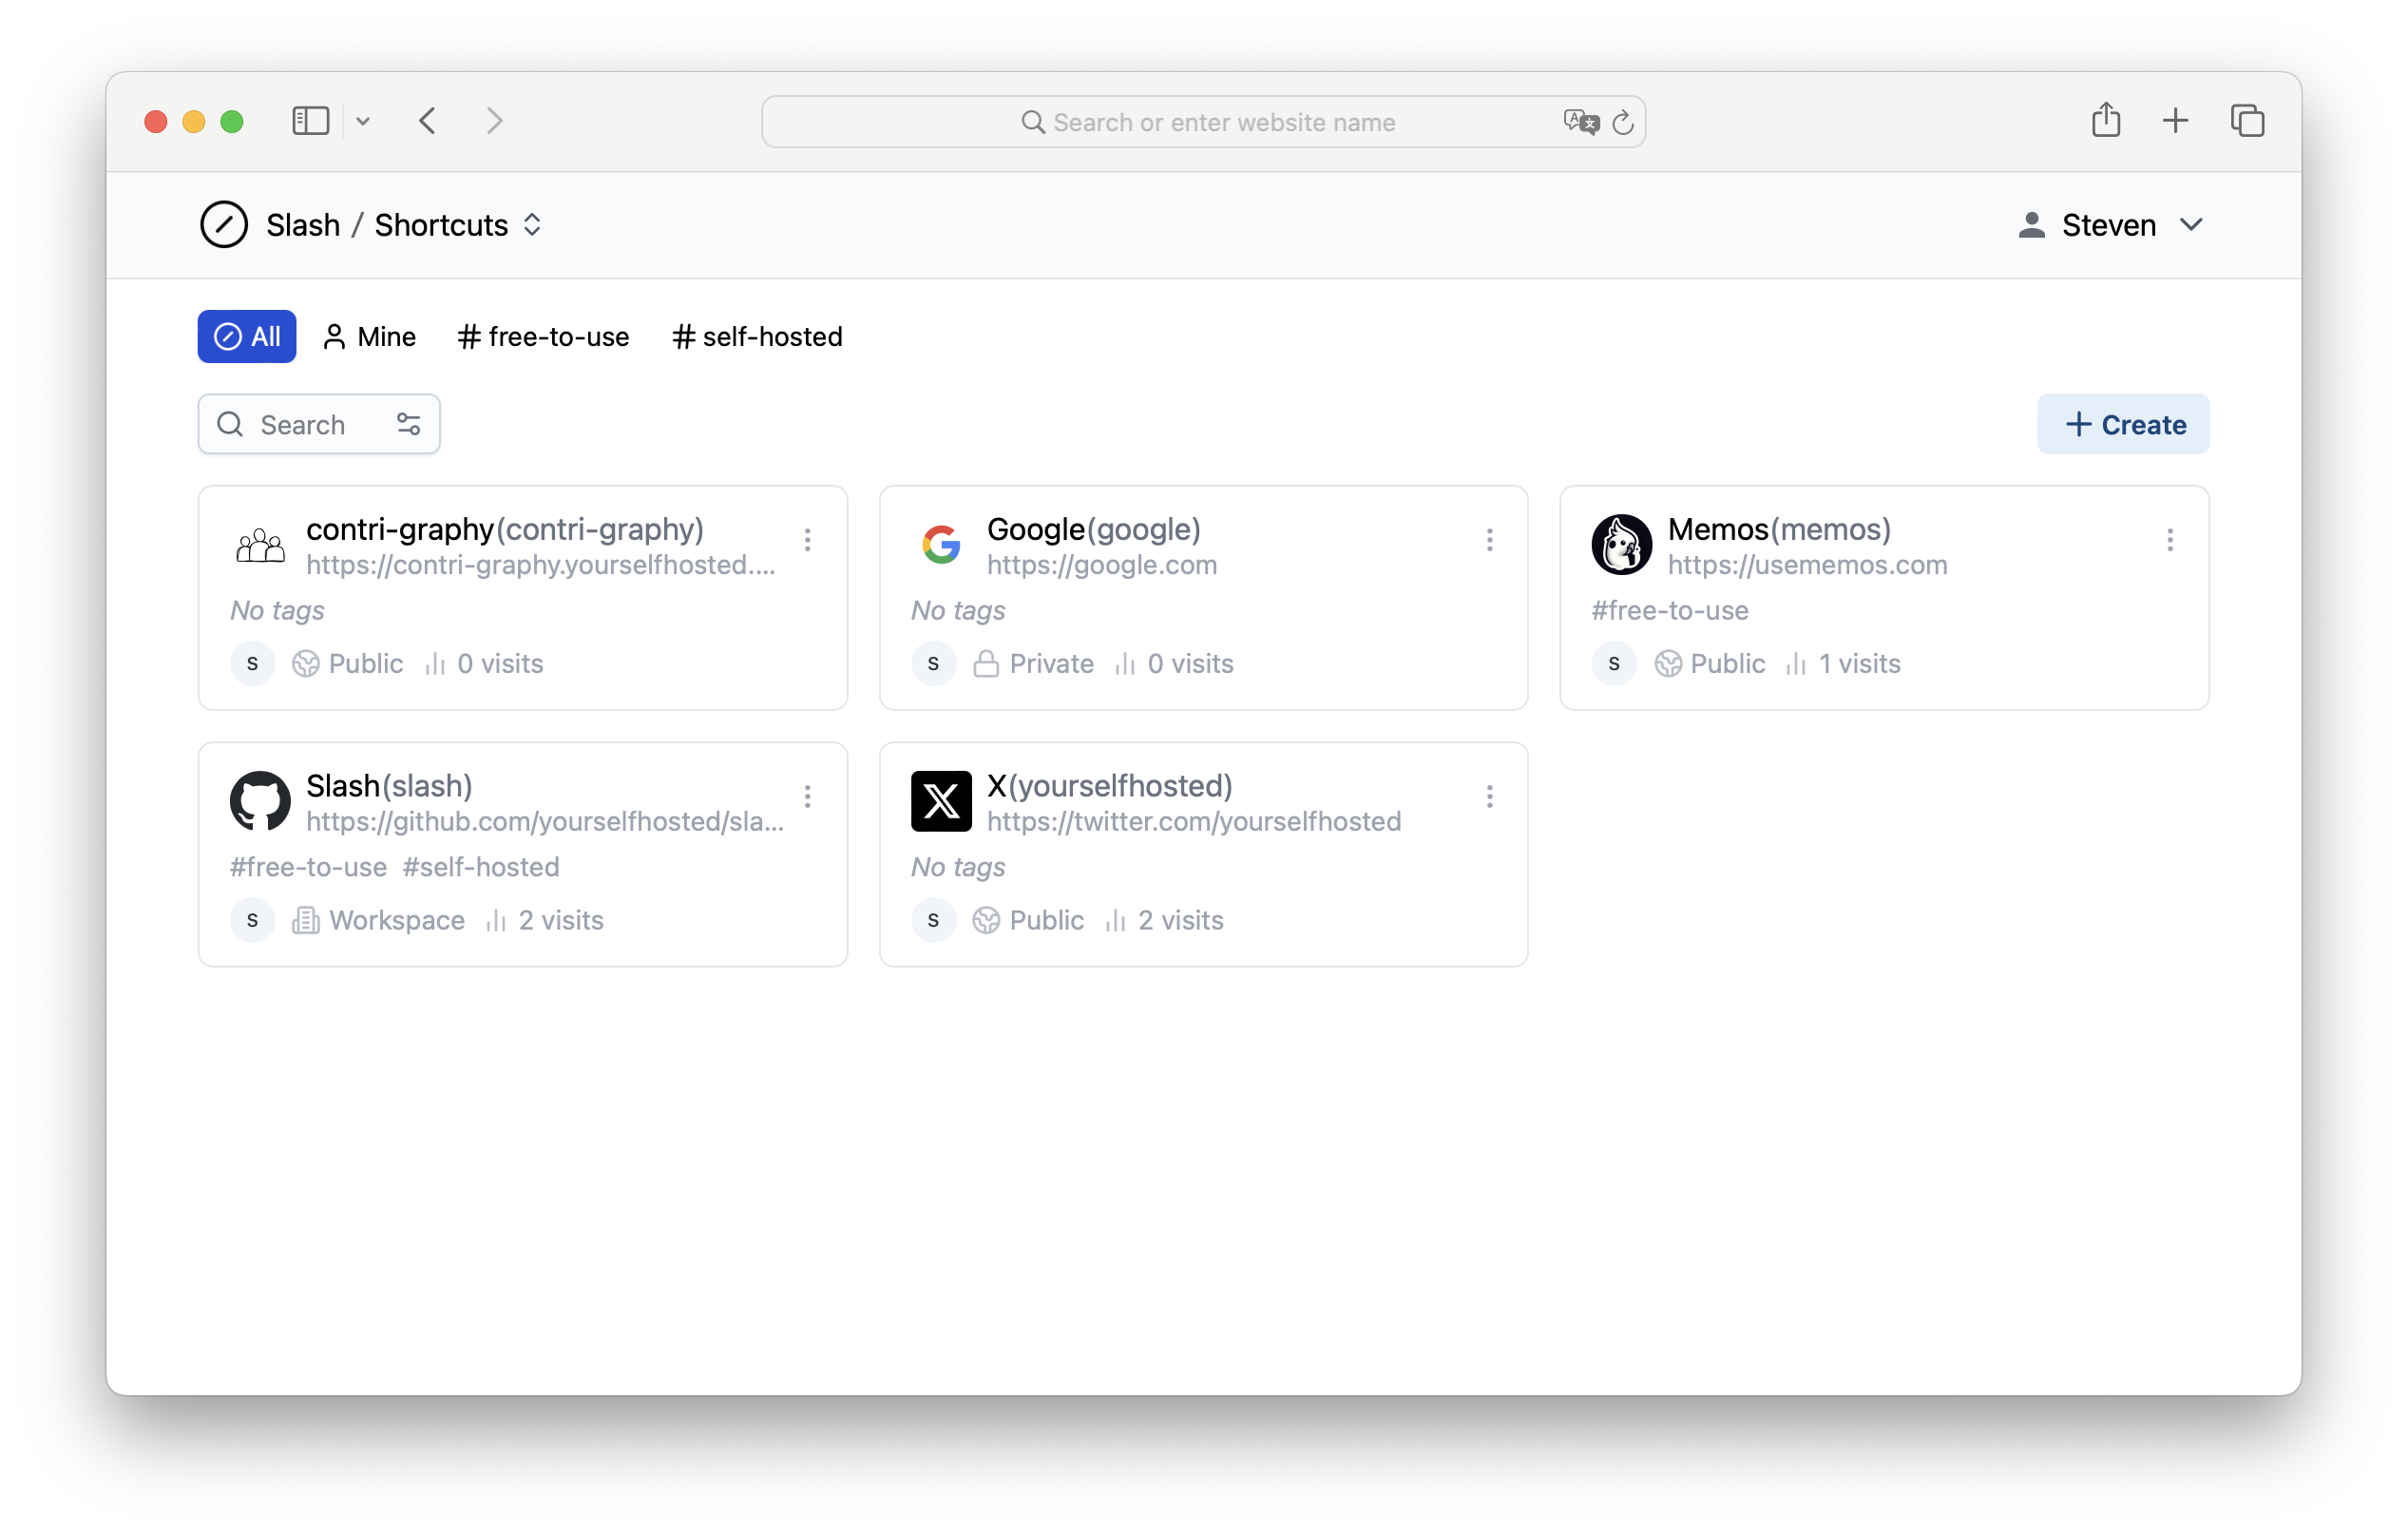 Search or enter website name
Slash / Shortcuts
Steven
All Mine # free-to-use # self-hosted
Search
+ Create
contri-graphy(contri-graphy)
https://contri-graphy.yourselfhosted....
No tags
S Public 0 visits
Google(google)
https://google.com
No tags
S Private 0 visits
Memos(memos)
https://usememos.com
#free-to-use
S Public 1 visits
Slash(slash)
https://github.com/yourselfhosted/sla...
#free-to-use #self-hosted
S Workspace 2 visits
X(yourselfhosted)
https://twitter.com/yourselfhosted
No tags
S Public 2 visits